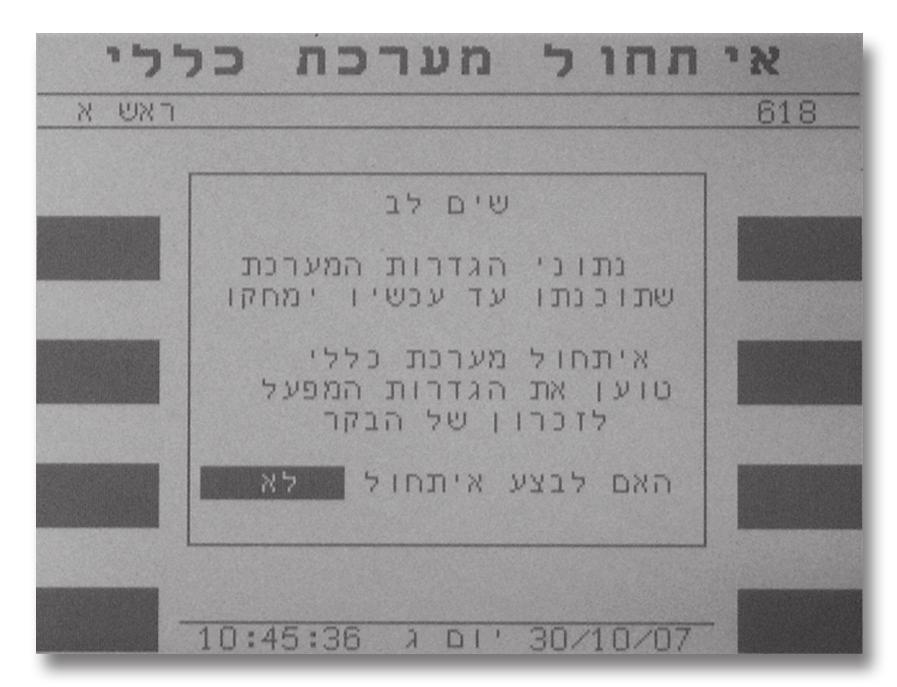 איתחול מערכת כללי
618 ראש א
שים לב
נתוני הגדרות המערכת
שתוכנתו עד עכשיו ימחקו
איתחול מערכת כללי
טוען את הגדרות המפעל
לזכרון של הבקר
האם לבצע איתחול לא
30/10/07 יום ג 10:45:36